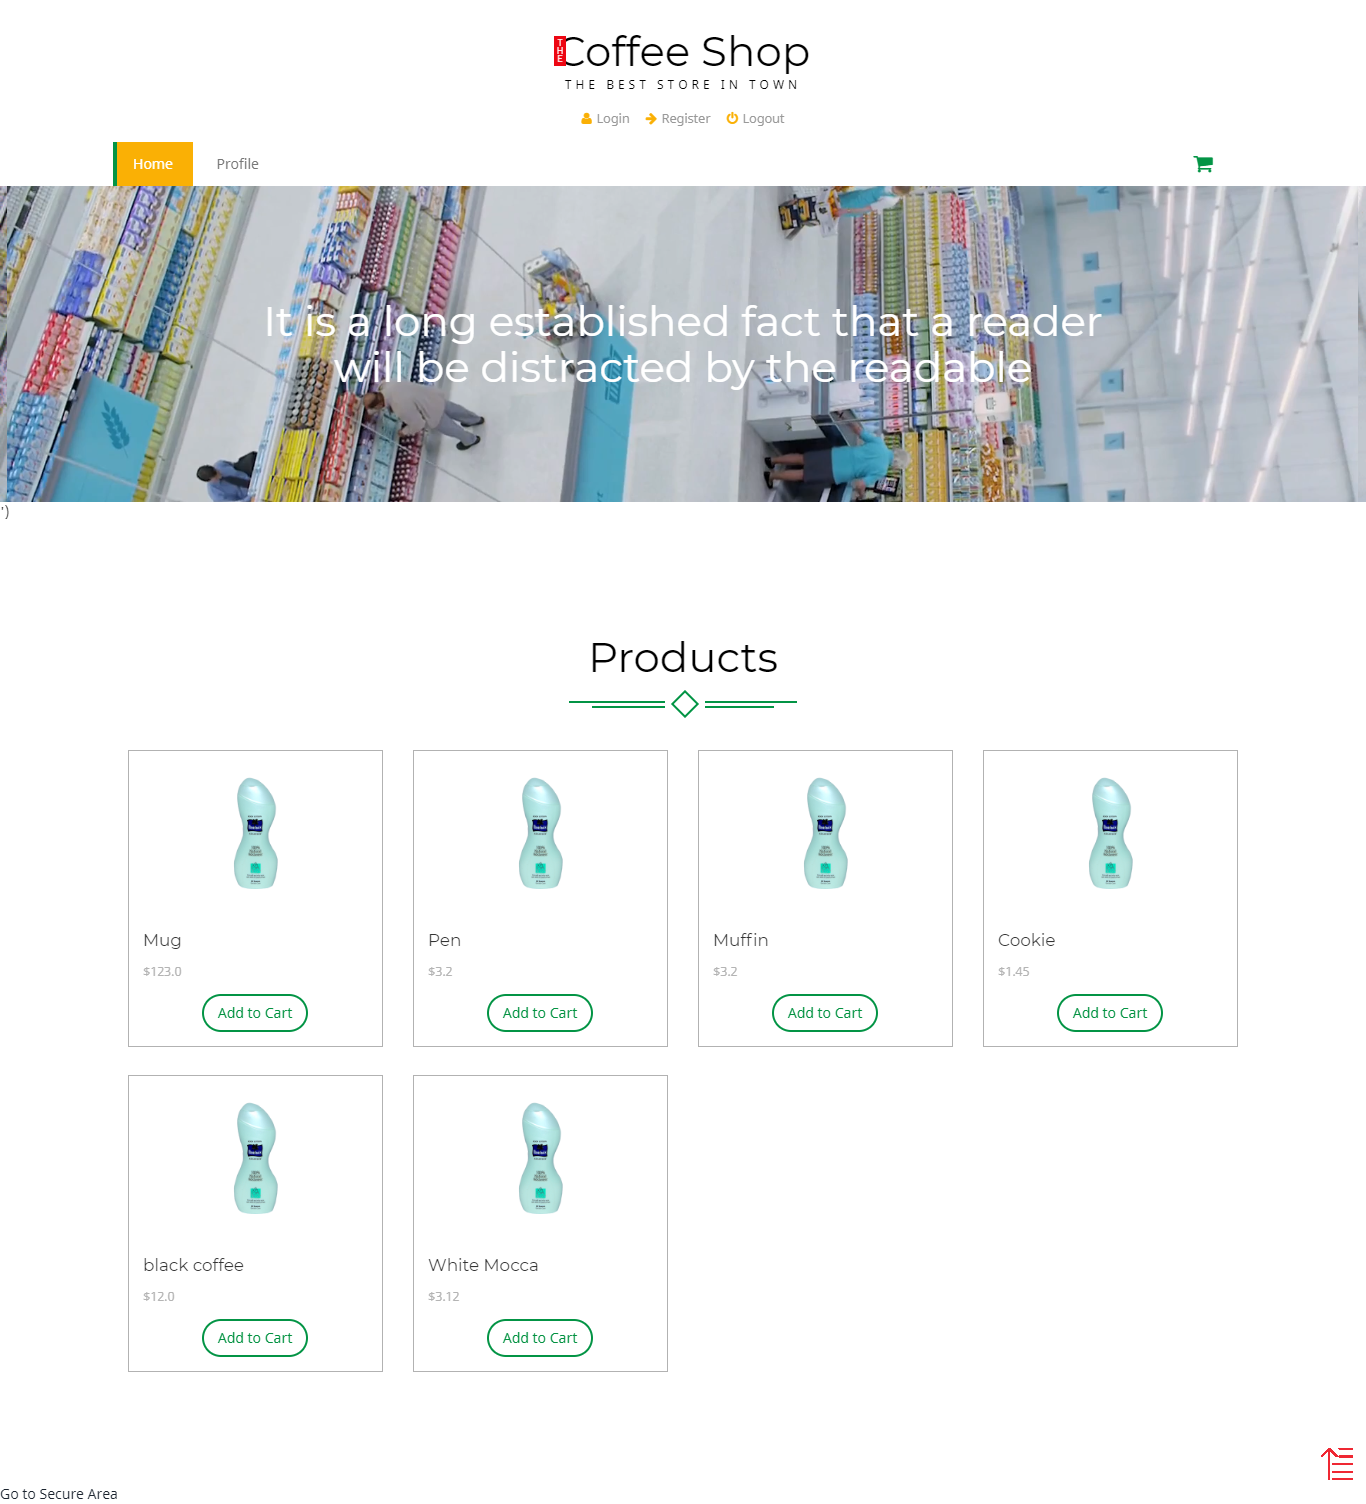 THE
Coffee Shop
THE BEST STORE IN TOWN
Login Register Logout
Home Profile
It is a long established fact that a reader
will be distracted by the readable
')
Products
Mug
$123.0
Add to Cart
Pen
$3.2
Add to Cart
Muffin
$3.2
Add to Cart
Cookie
$1.45
Add to Cart
black coffee
$12.0
Add to Cart
White Mocca
$3.12
Add to Cart
Go to Secure Area